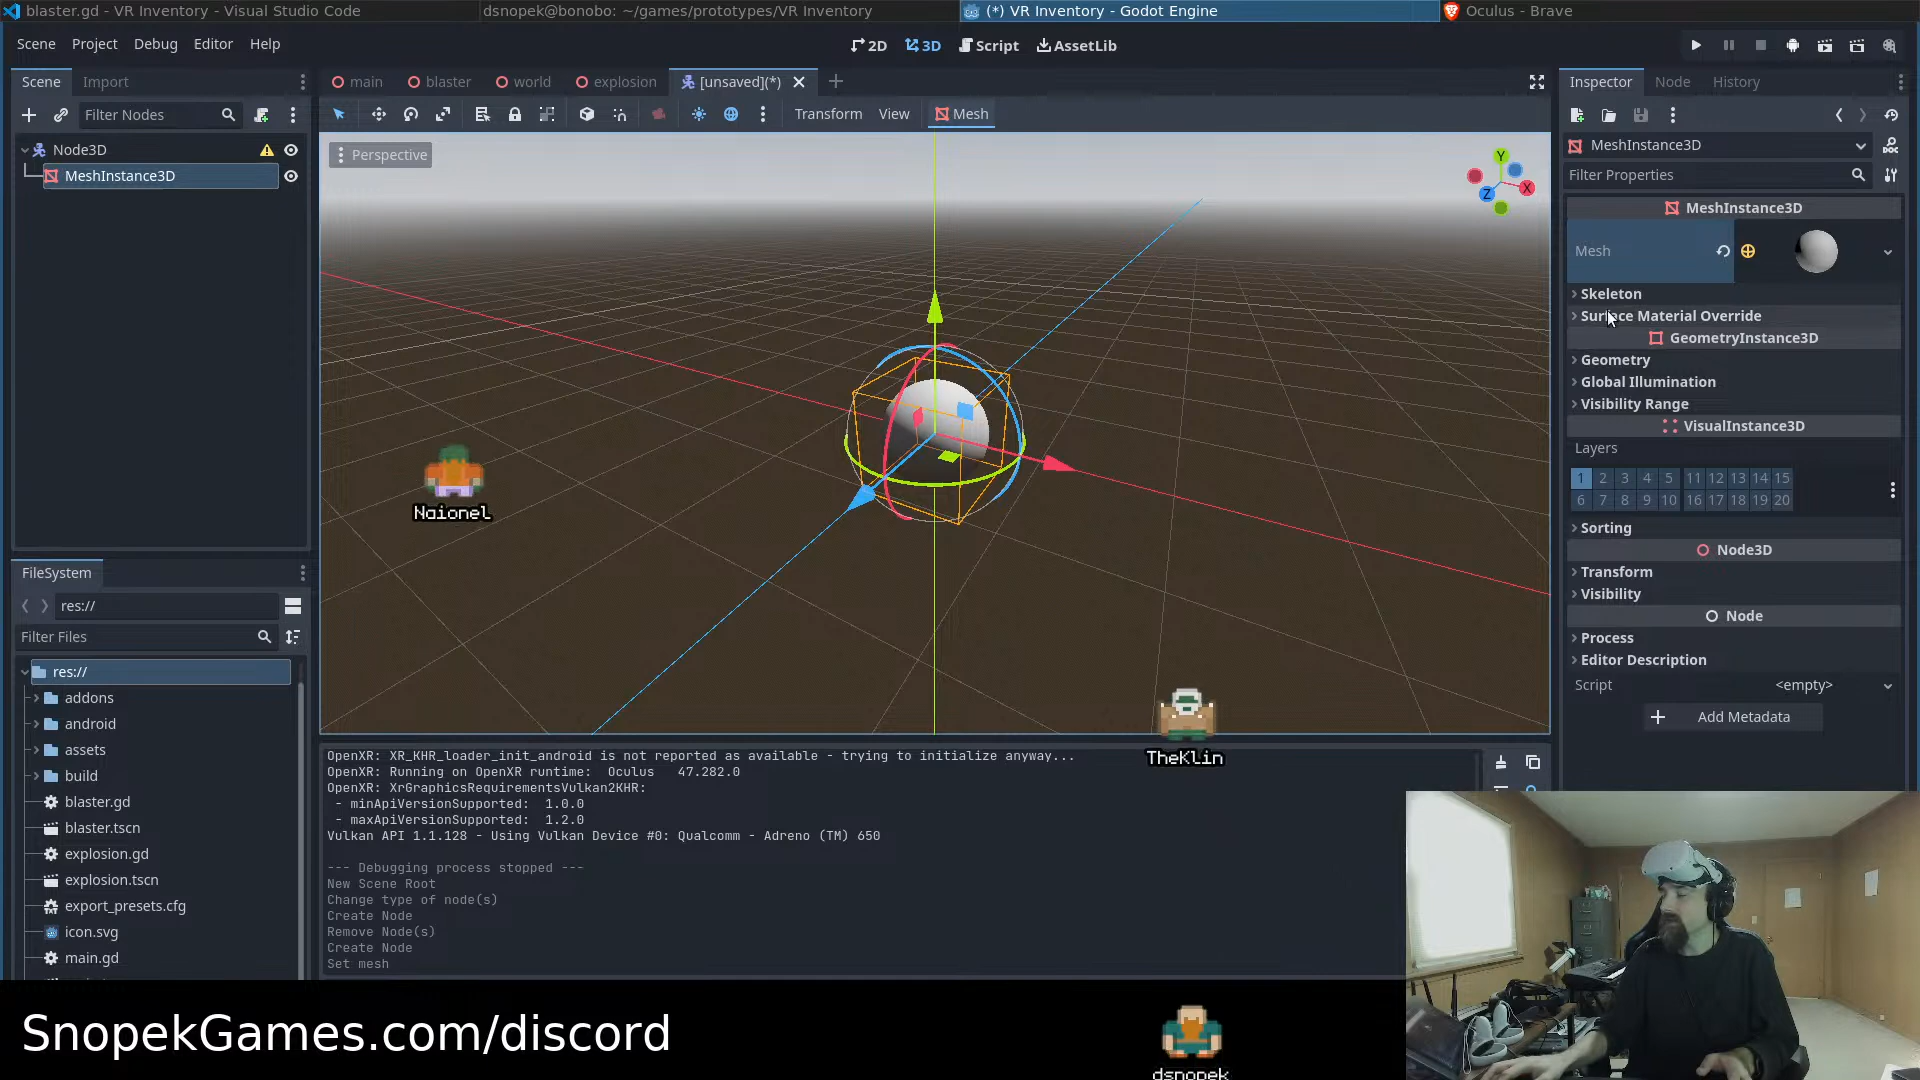 blaster.gd - VR Inventory - Visual Studio Code
dsnopek@bonobo: ~/games/prototypes/VR Inventory
(*) VR Inventory - Godot Engine
Oculus - Brave
Scene Project Debug Editor Help
2D 3D Script AssetLib
Scene Import
main blaster world explosion [unsaved](*)
Inspector Node History
Filter Nodes
Transform View Mesh
Node3D
MeshInstance3D
Perspective
Y
X
Z
Naionel
TheKlin
MeshInstance3D
Filter Properties
MeshInstance3D
Mesh
Skeleton
Surface Material Override
GeometryInstance3D
Geometry
Global Illumination
Visibility Range
VisualInstance3D
Layers
1 2 3 4 5 11 12 13 14 15
6 7 8 9 10 16 17 18 19 20
Sorting
Node3D
Transform
Visibility
Node
Process
Editor Description
Script <empty>
Add Metadata
FileSystem
res://
Filter Files
res://
addons
android
assets
build
blaster.gd
blaster.tscn
explosion.gd
explosion.tscn
export_presets.cfg
icon.svg
main.gd
OpenXR: XR_KHR_loader_init_android is not reported as available - trying to initialize anyway...
OpenXR: Running on OpenXR runtime:  Oculus   47.282.0
OpenXR: XrGraphicsRequirementsVulkan2KHR:
- minApiVersionSupported:  1.0.0
- maxApiVersionSupported:  1.2.0
Vulkan API 1.1.128 - Using Vulkan Device #0: Qualcomm - Adreno (TM) 650
--- Debugging process stopped ---
New Scene Root
Change type of node(s)
Create Node
Remove Node(s)
Create Node
Set mesh
SnopekGames.com/discord
dsnopek